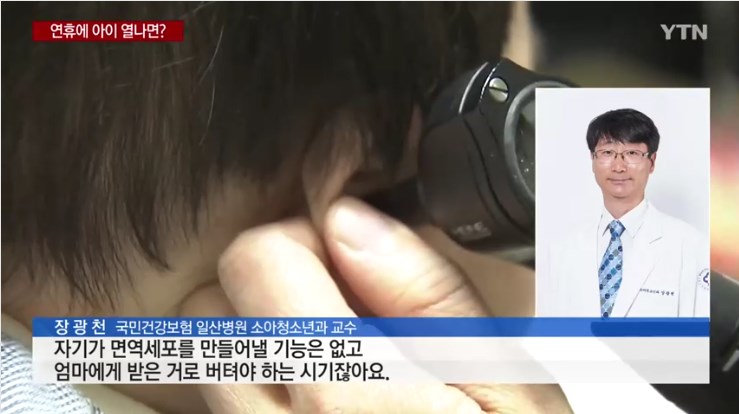 연휴에 아이 열나면?
YTN
장광천 국민건강보험 일산병원 소아청소년과 교수
자기가 면역세포를 만들어낼 기능은 없고
엄마에게 받은 거로 버텨야 하는 시기잖아요.